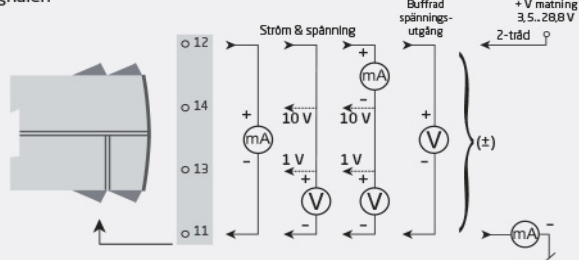 gnalen
Ström & spänning
Buffrad
spännings-
utgång
+ V matning
3,5...28,8 V
2-tråd
12
14
13
11
+
mA
-
10 V
1 V
+
V
-
+
mA
-
10 V
1 V
+
V
-
+
V
-
(±)
mA
-